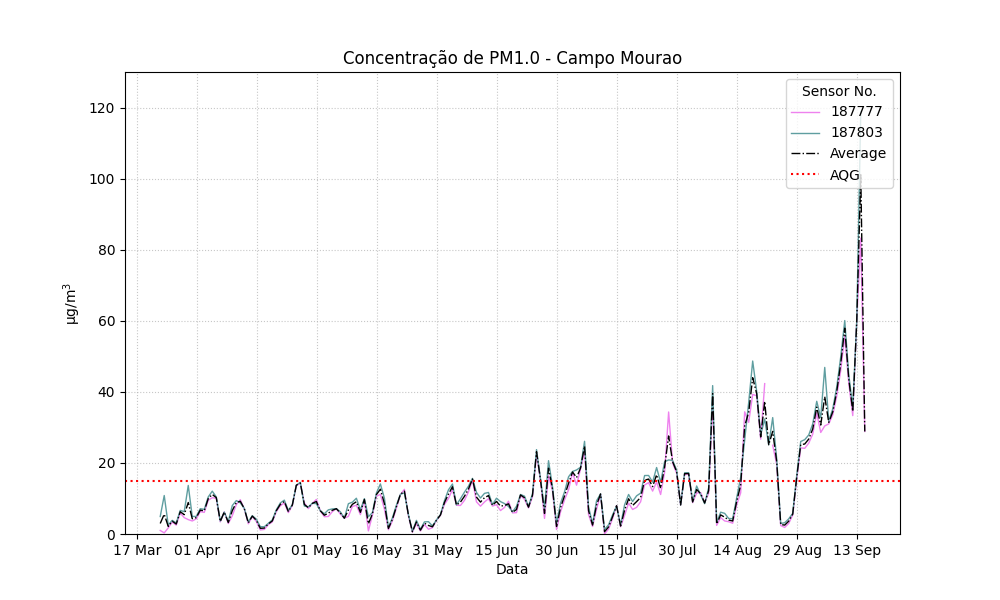 Concentração de PM1.0 - Campo Mourao
Sensor No.
187777
187803
Average
AQG
120
100
80
60
40
20
0
µg/m³
17 Mar 01 Apr 16 Apr 01 May 16 May 31 May 15 Jun 30 Jun 15 Jul 30 Jul 14 Aug 29 Aug 13 Sep
Data